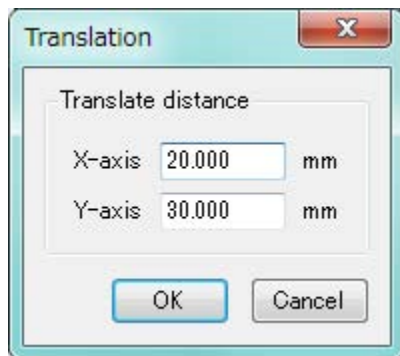 Translation
Translate distance
X-axis 20.000 mm
Y-axis 30.000 mm
OK Cancel